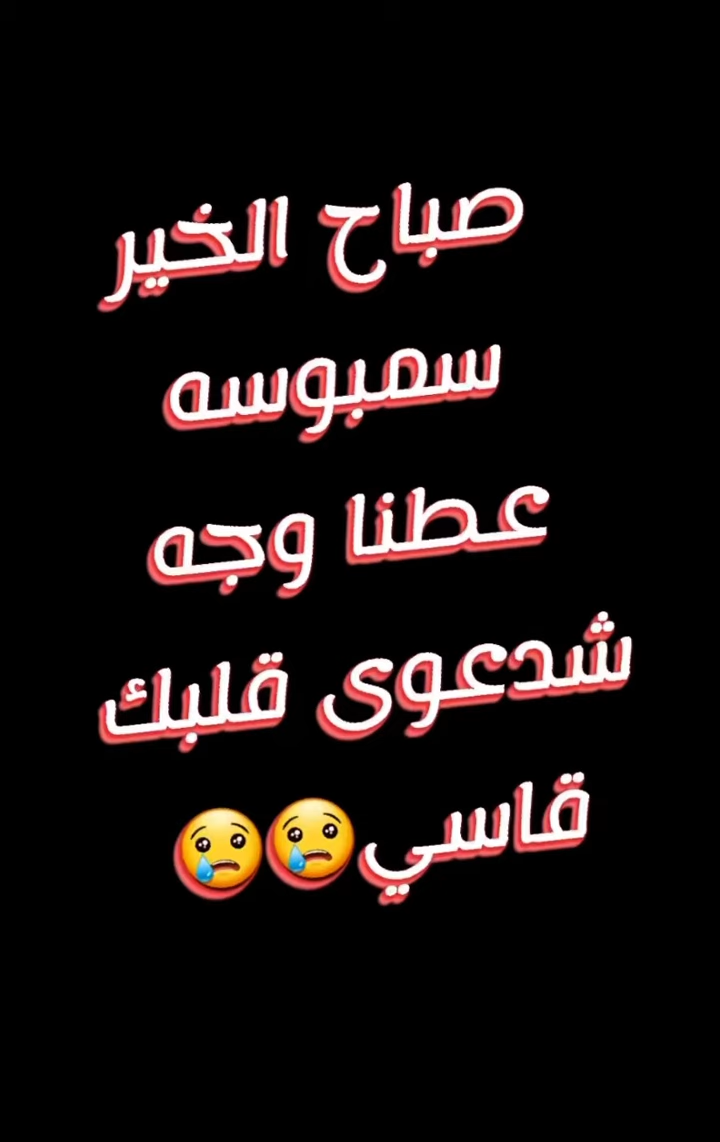 صباح الخير
سمبوسه
عطنا وجه
شدعوى قلبك
قاسي😢😢